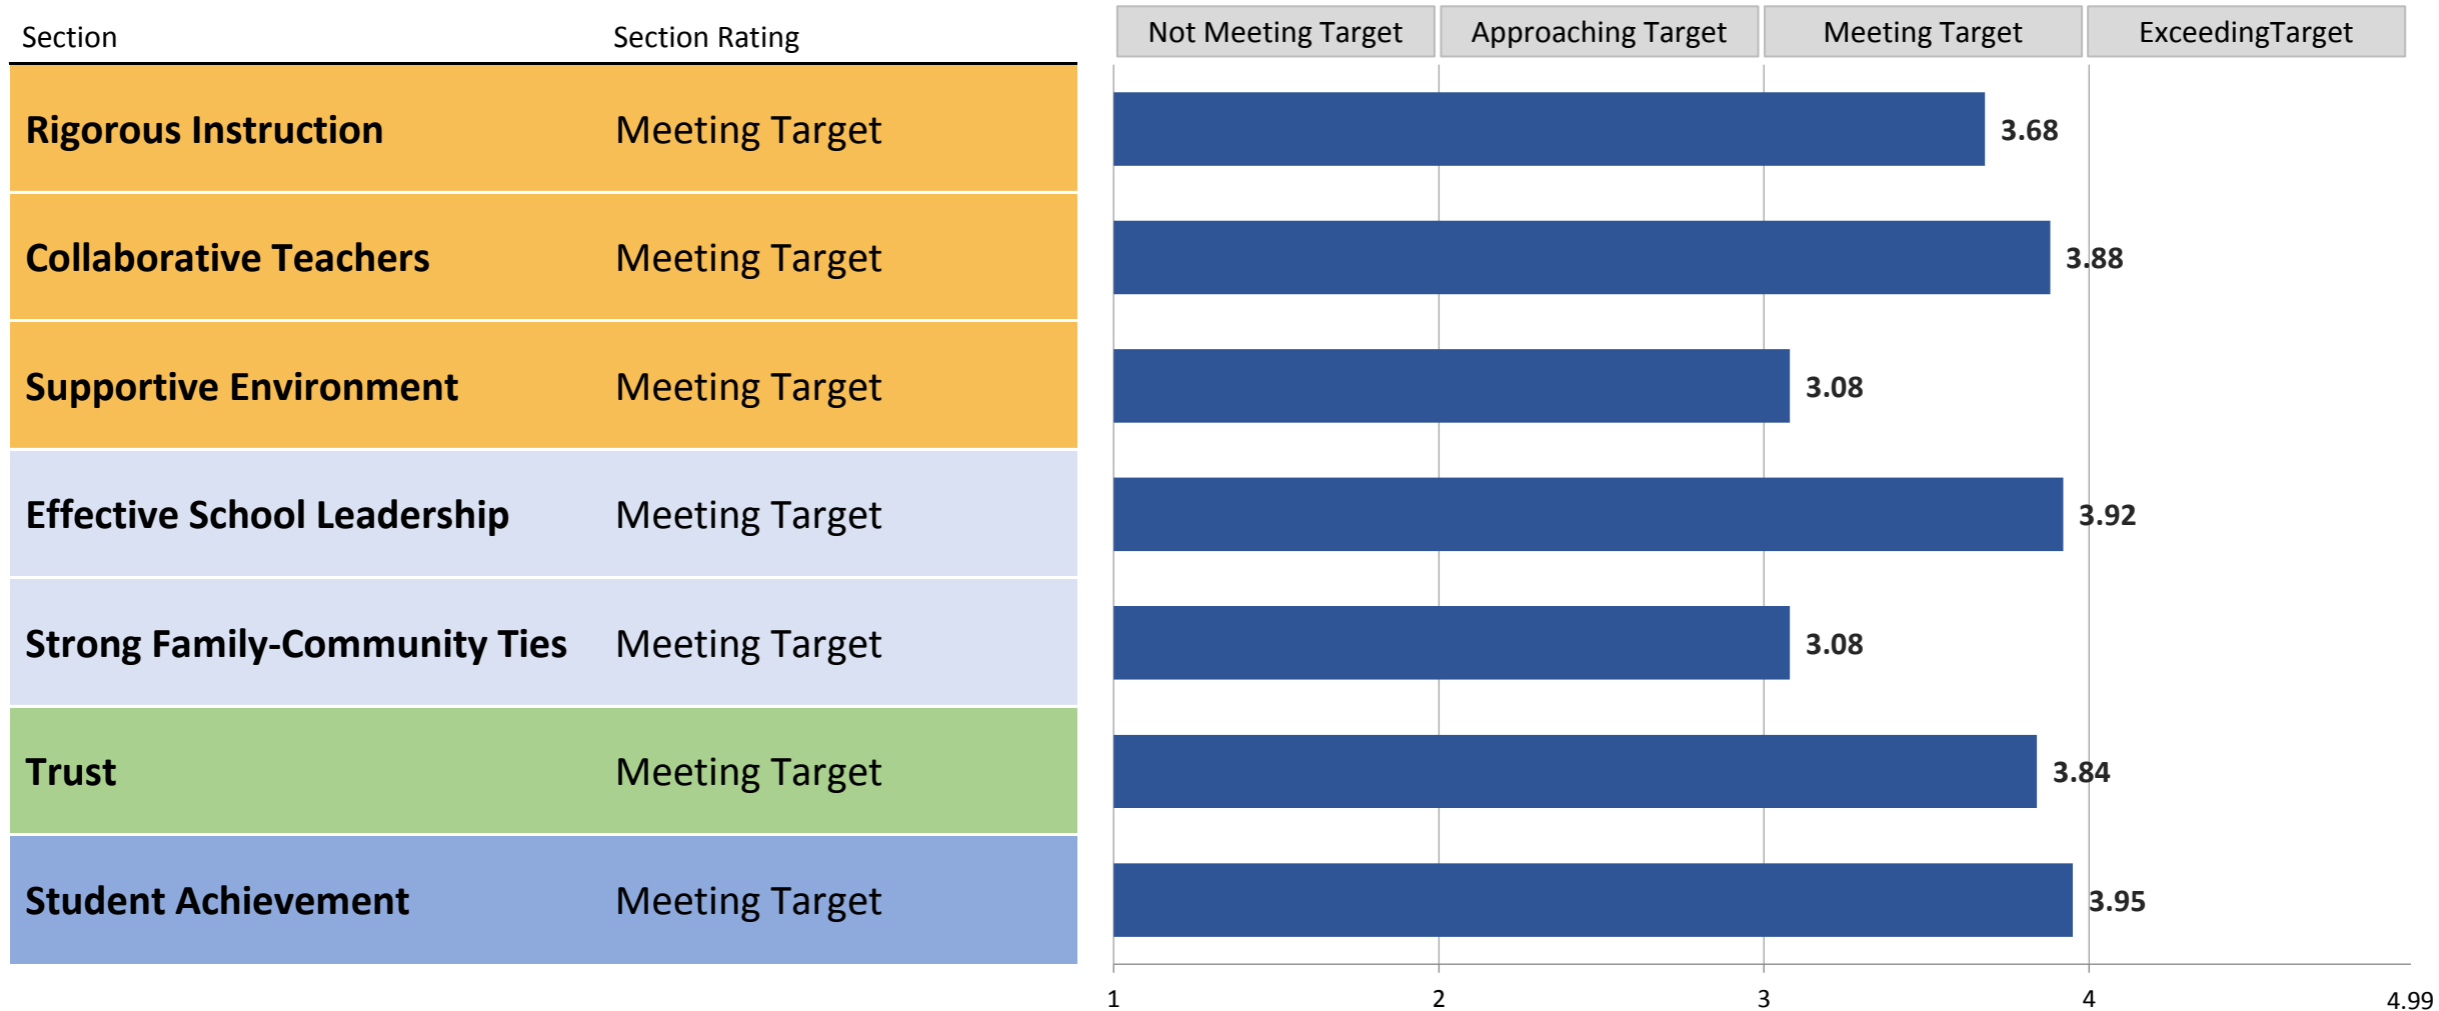 Section Section Rating Not Meeting Target Approaching Target Meeting Target ExceedingTarget
Rigorous Instruction Meeting Target 3.68
Collaborative Teachers Meeting Target 3.88
Supportive Environment Meeting Target 3.08
Effective School Leadership Meeting Target 3.92
Strong Family-Community Ties Meeting Target 3.08
Trust Meeting Target 3.84
Student Achievement Meeting Target 3.95
1 2 3 4 4.99